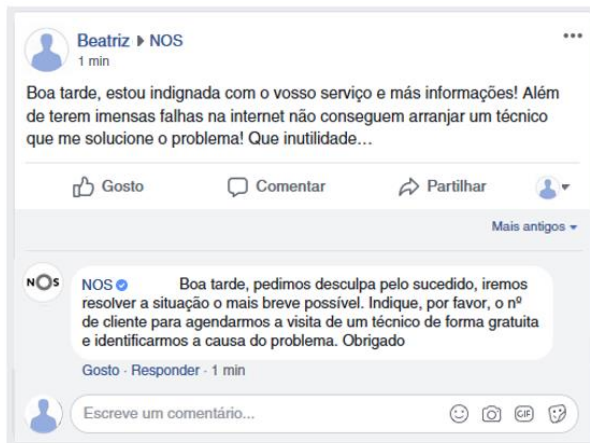 Beatriz ▶ NOS
1 min
Boa tarde, estou indignada com o vosso serviço e más informações! Além
de terem imensas falhas na internet não conseguem arranjar um técnico
que me solucione o problema! Que inutilidade...
Gosto Comentar Partilhar
Mais antigos
NOS
NOS Boa tarde, pedimos desculpa pelo sucedido, iremos
resolver a situação o mais breve possível. Indique, por favor, o nº
de cliente para agendarmos a visita de um técnico de forma gratuita
e identificarmos a causa do problema. Obrigado
Gosto · Responder · 1 min
Escreve um comentário... GIF